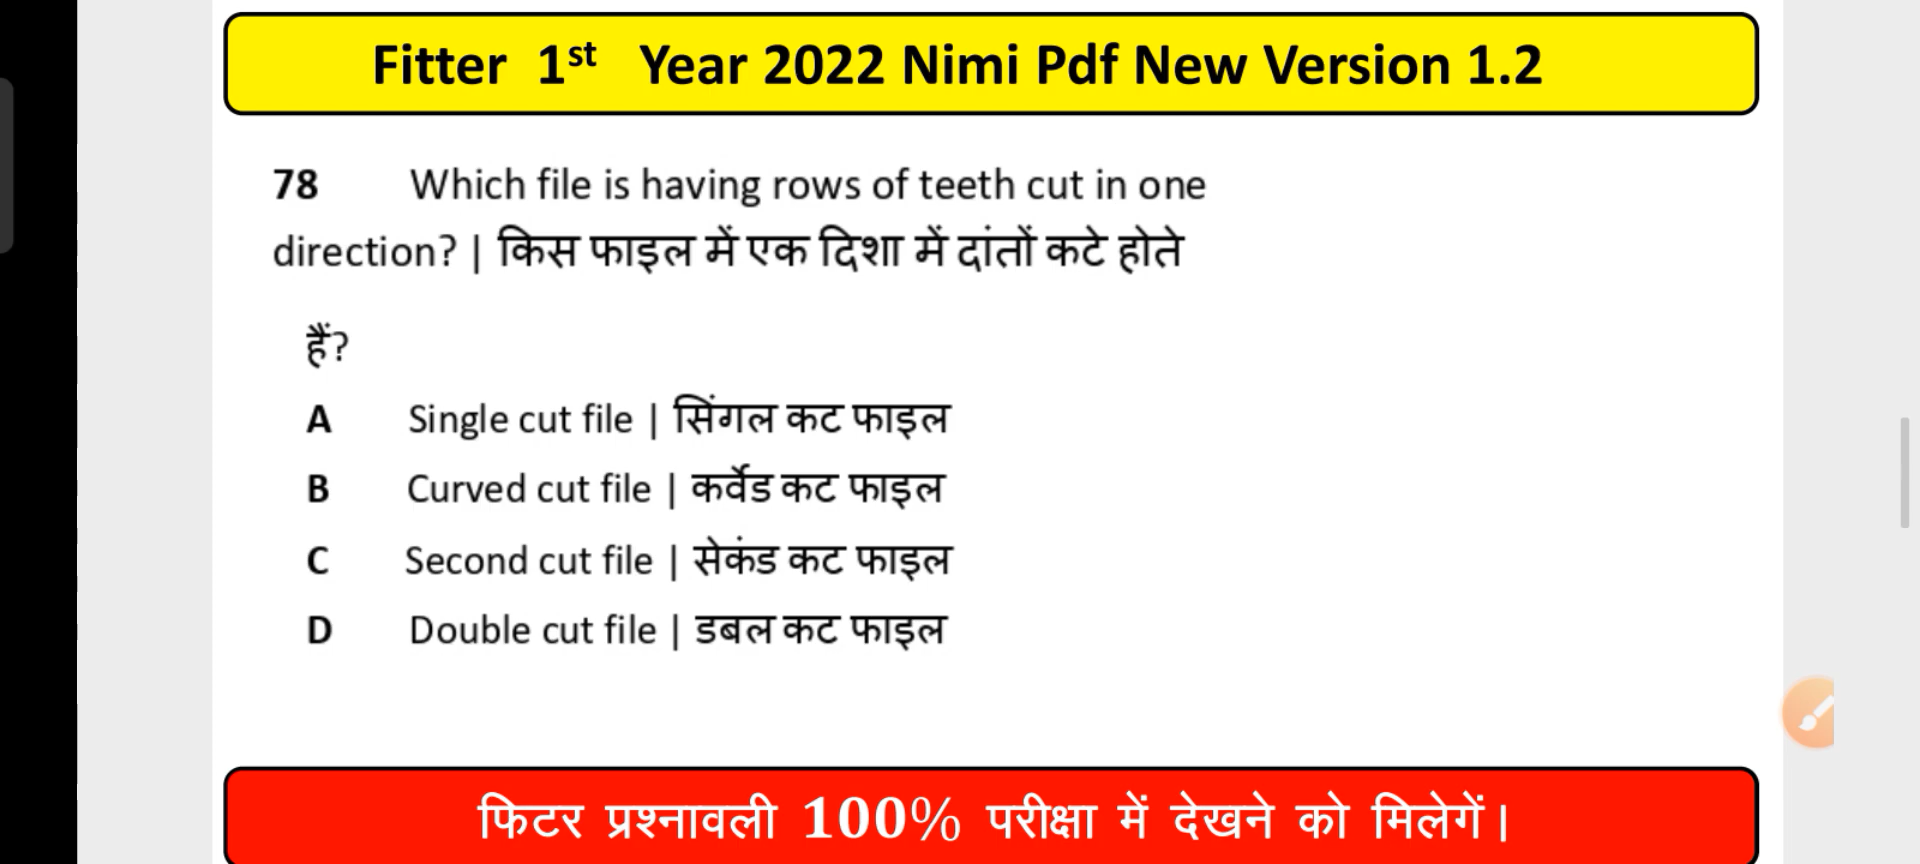 Fitter 1st Year 2022 Nimi Pdf New Version 1.2
78 Which file is having rows of teeth cut in one
direction? | किस फाइल में एक दिशा में दांतों कटे होते
हैं?
A Single cut file | सिंगल कट फाइल
B Curved cut file | कर्वेड कट फाइल
C Second cut file | सेकंड कट फाइल
D Double cut file | डबल कट फाइल
फिटर प्रश्नावली 100% परीक्षा में देखने को मिलेगें।